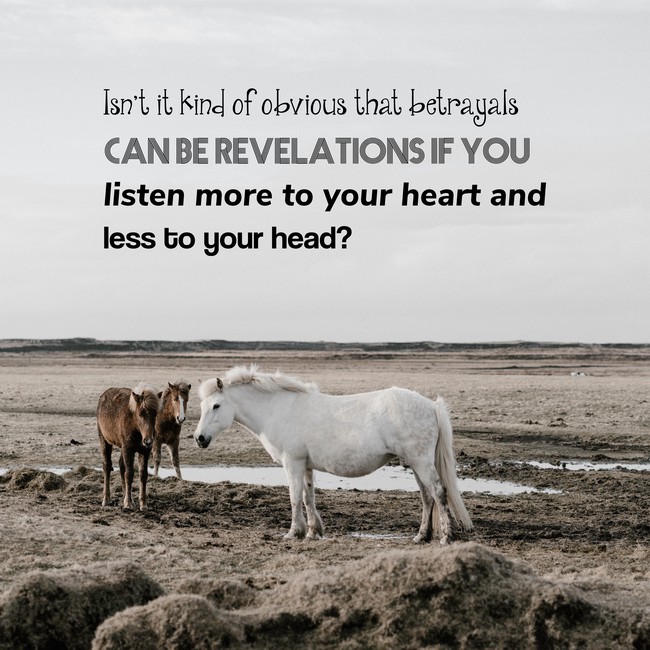 Isn't it kind of obvious that betrayals
CAN BE REVELATIONS IF YOU
listen more to your heart and
less to your head?